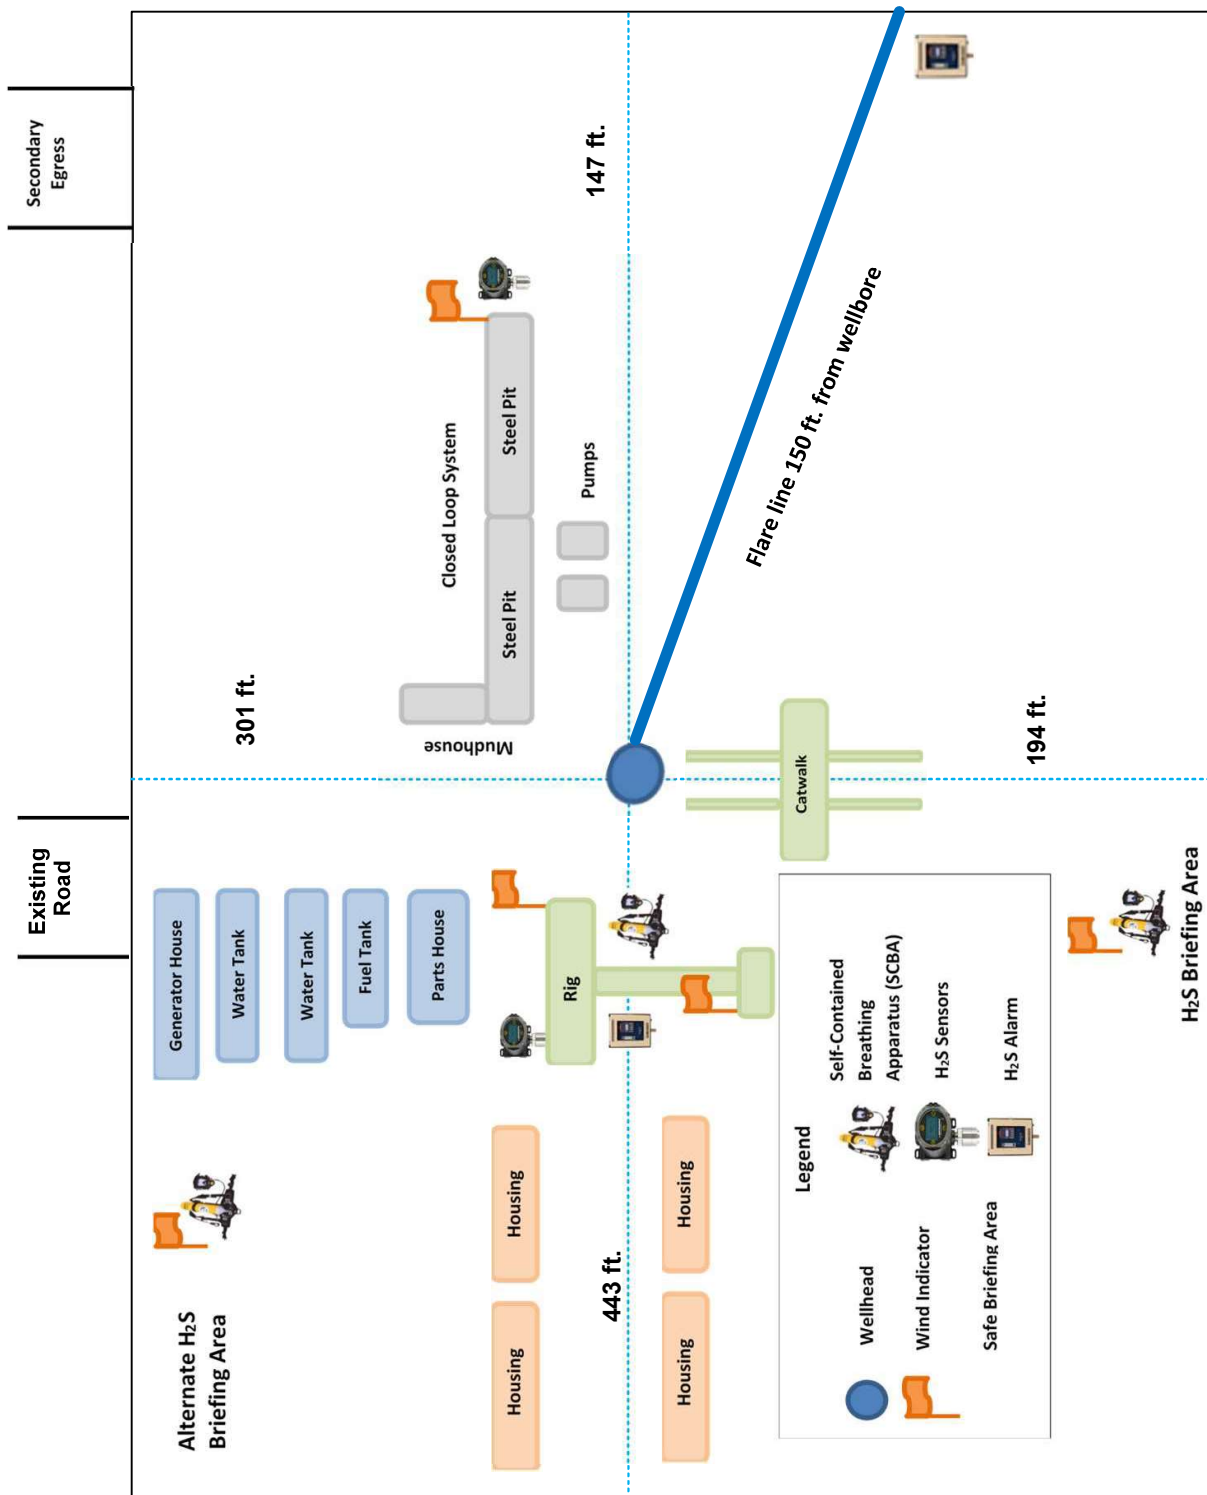 Secondary
Egress
147 ft.
Flare line 150 ft. from wellbore
Closed Loop System
Steel Pit
Steel Pit
Pumps
Mudhouse
301 ft.
194 ft.
Catwalk
Existing
Road
Generator House
Water Tank
Water Tank
Fuel Tank
Parts House
Rig
H₂S Briefing Area
Alternate H₂S
Briefing Area
Housing
Housing
Housing
Housing
443 ft.
Legend
Wellhead
Wind Indicator
Safe Briefing Area
Self-Contained
Breathing
Apparatus (SCBA)
H₂S Sensors
H₂S Alarm